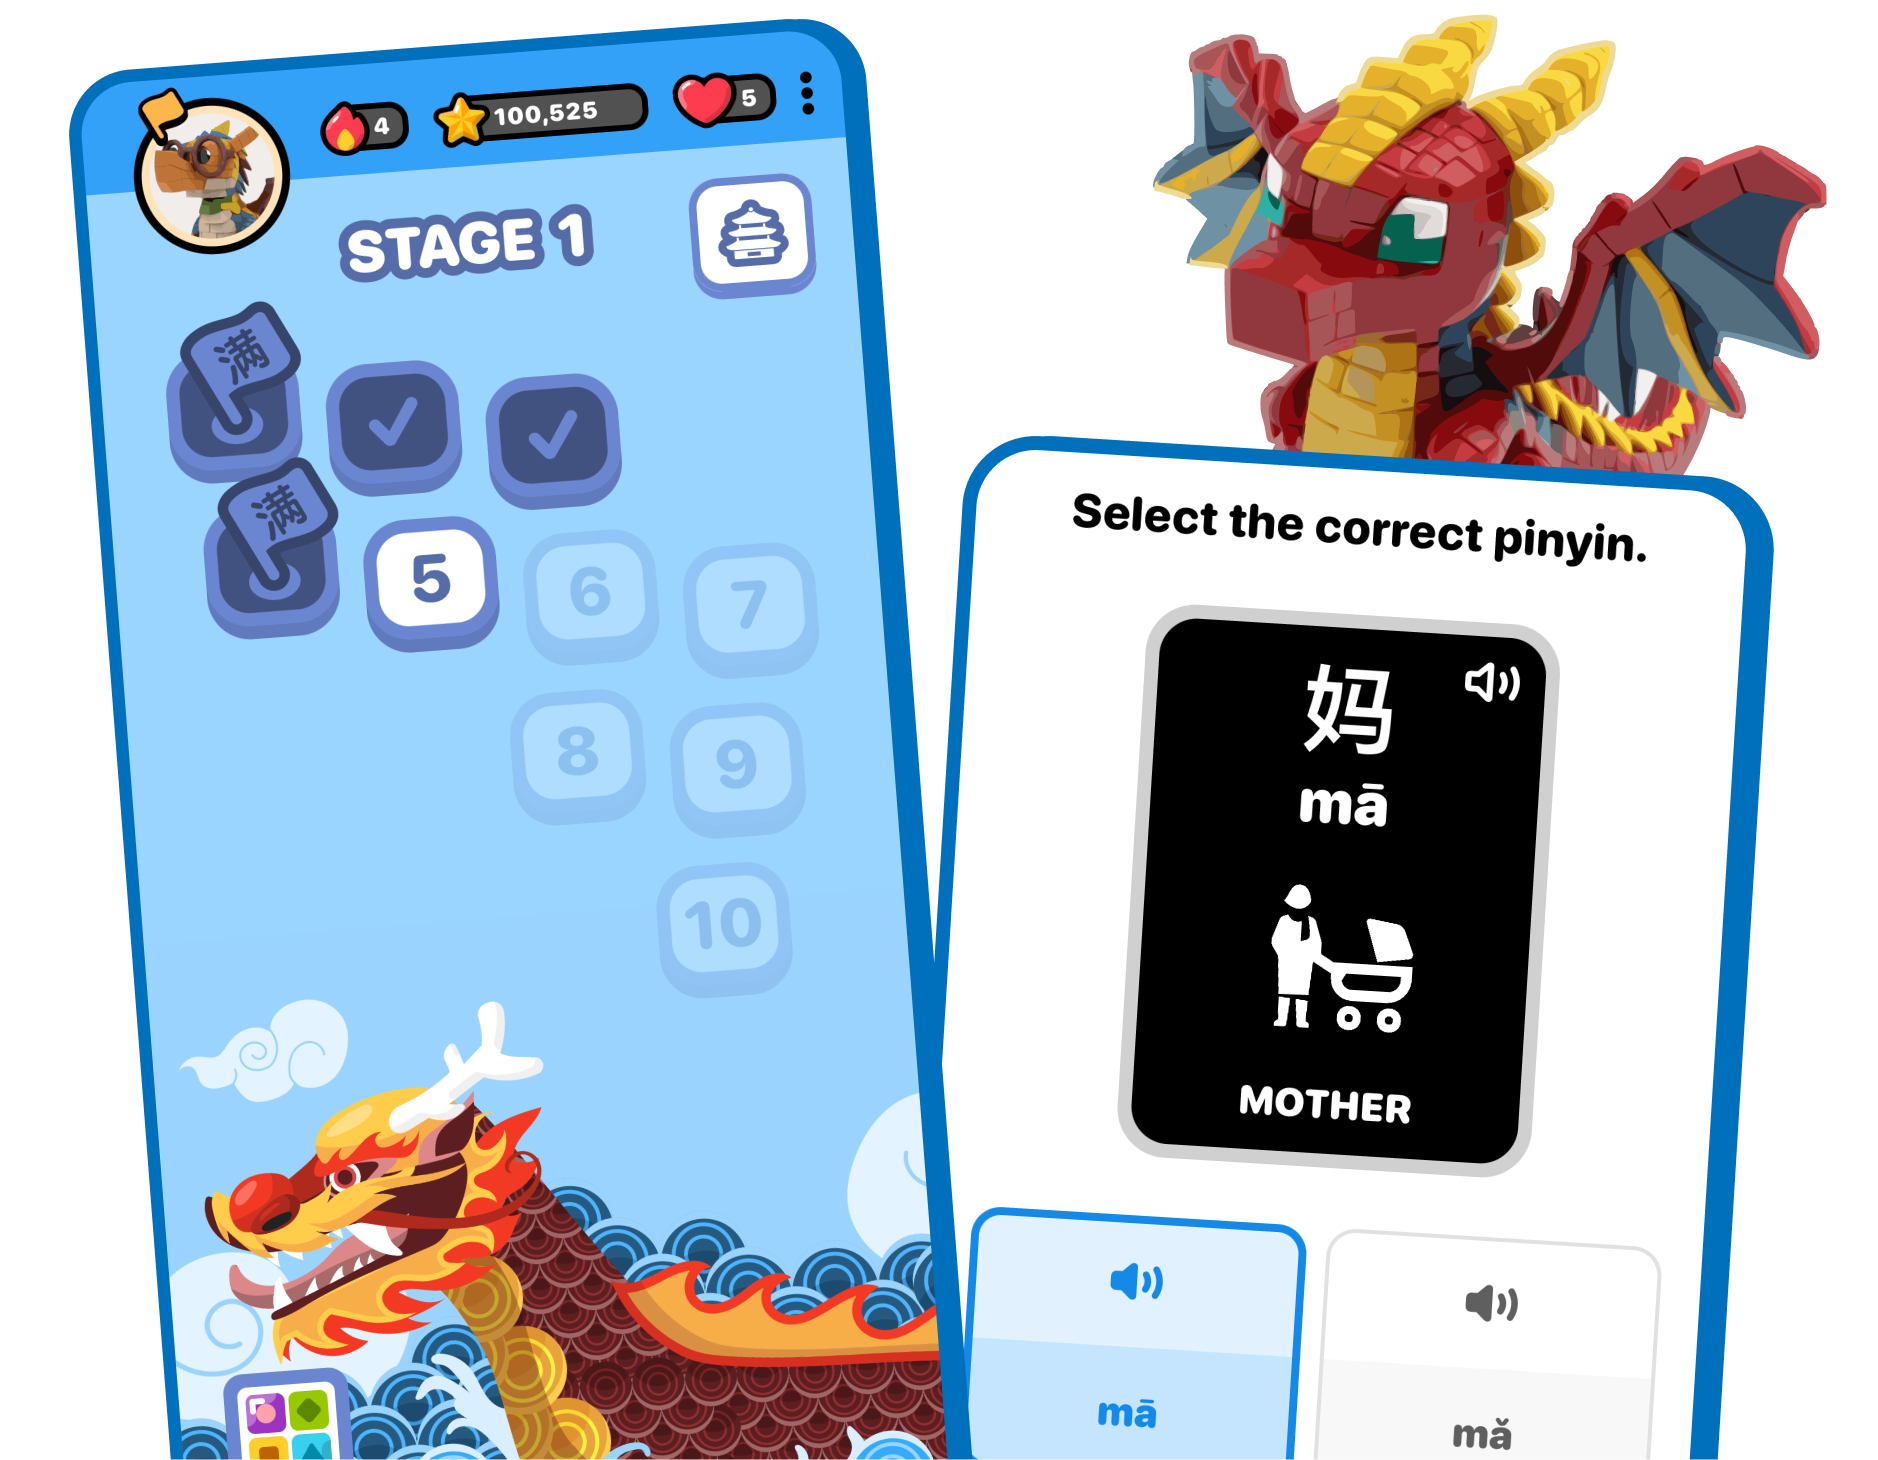 4
100,525
5
STAGE 1
满
满
5
6
7
8
9
10
Select the correct pinyin.
妈
mā
MOTHER
mā
mǎ